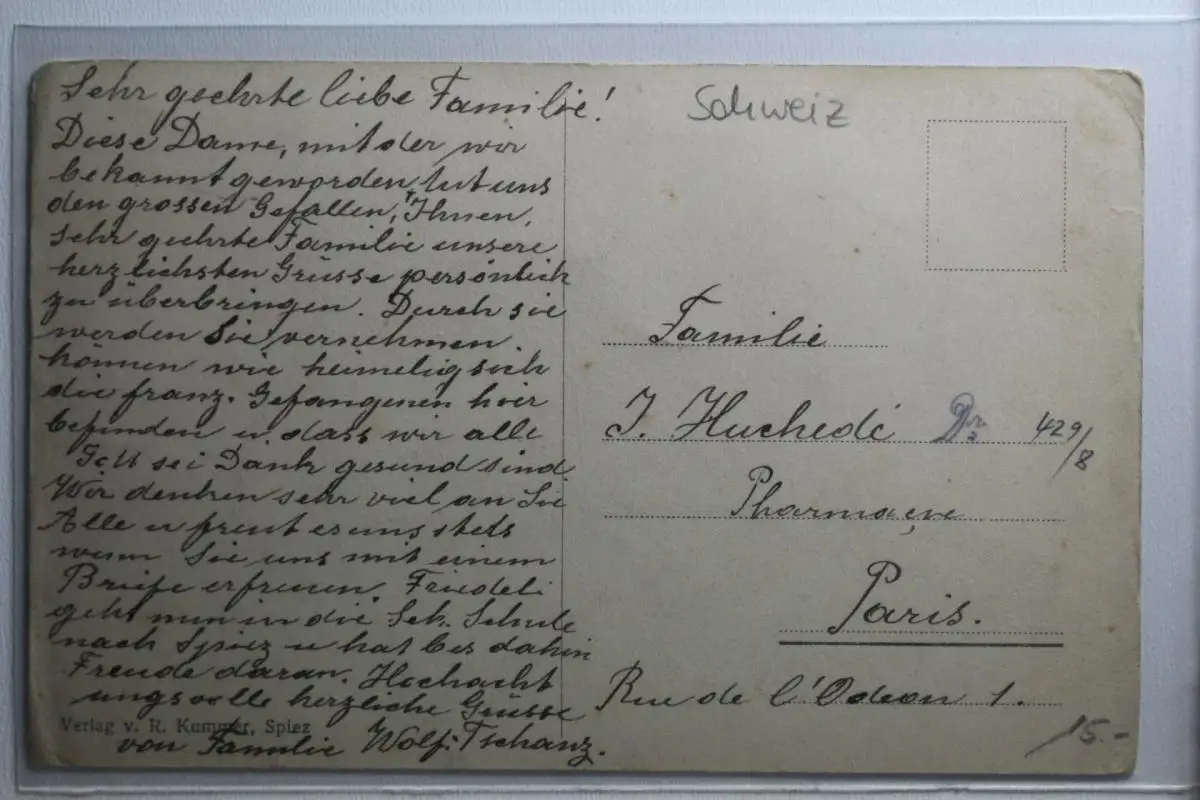 Sehr geehrte liebe Familie!
Diese Dame, mit der wir
bekannt geworden, tut uns
den grossen Gefallen, Ihnen,
sehr geehrte Familie unsere
herzlichsten Grüsse persönlich
zu überbringen. Durch sie
werden Sie vernehmen
können wie heimelig sich
die franz. Gefangenen hier
befinden u. dass wir alle
Gott sei Dank gesund sind.
Wir denken sehr viel an Sie
Alle u freut es uns stets
wenn Sie uns mit einem
Briefe erfreuen. Friedeli
geht nun in die Sek. Schule
nach Spiez u hat bis dahin
Freude daran. Hochacht
ungsvolle herzliche Grüsse
von Familie Wolf-Tschanz.
Verlag v. R. Kummer, Spiez
Schweiz
Familie
J. Huchedé
429/8
Pharmaçie
Paris.
Rue de l'Odeon 1.
15.-